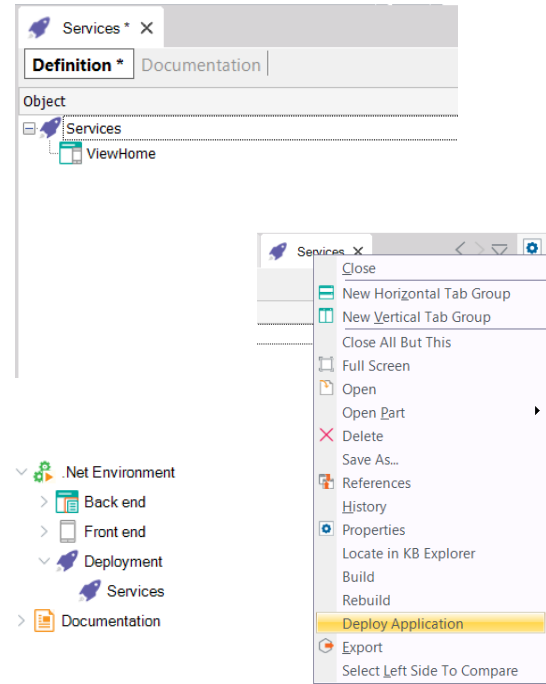 Services *
Definition * Documentation
Object
Services
ViewHome
Services
Close
New Horizontal Tab Group
New Vertical Tab Group
Close All But This
Full Screen
Open
Open Part
Delete
Save As...
References
History
Properties
Locate in KB Explorer
Build
Rebuild
Deploy Application
Export
Select Left Side To Compare
.Net Environment
Back end
Front end
Deployment
Services
Documentation